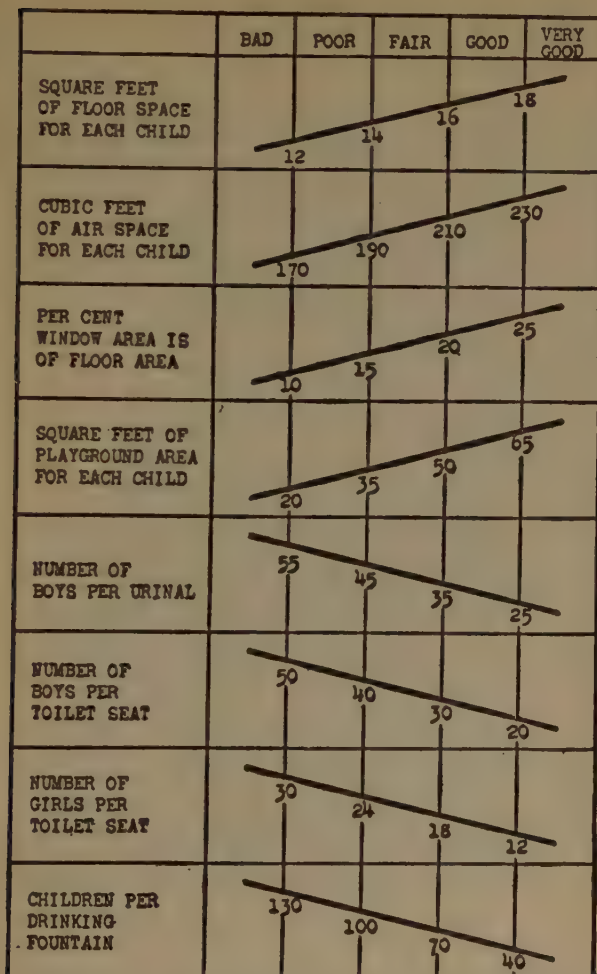 BAD POOR FAIR GOOD VERY GOOD
SQUARE FEET
OF FLOOR SPACE
FOR EACH CHILD
12 14 16 18
CUBIC FEET
OF AIR SPACE
FOR EACH CHILD
170 190 210 230
PER CENT
WINDOW AREA IS
OF FLOOR AREA
10 15 20 25
SQUARE FEET OF
PLAYGROUND AREA
FOR EACH CHILD
20 35 50 65
NUMBER OF
BOYS PER URINAL
55 45 35 25
NUMBER OF
BOYS PER
TOILET SEAT
50 40 30 20
NUMBER OF
GIRLS PER
TOILET SEAT
30 24 18 12
CHILDREN PER
DRINKING
FOUNTAIN
130 100 70 40